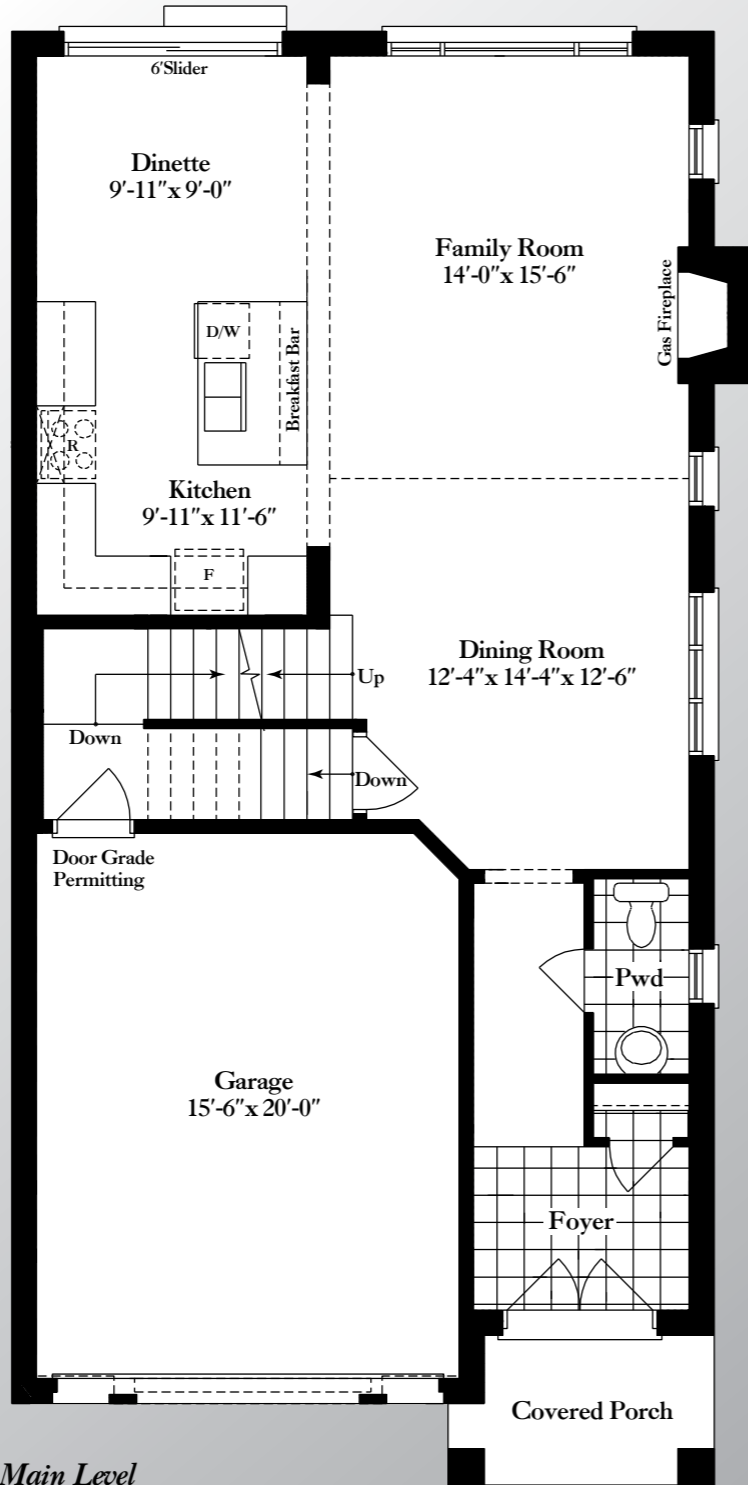 6'Slider
Dinette
9'-11"x 9'-0"
Family Room
14'-0"x 15'-6"
Gas Fireplace
D/W
Breakfast Bar
R
Kitchen
9'-11"x 11'-6"
F
Dining Room
12'-4"x 14'-4"x 12'-6"
Up
Down
Down
Door Grade
Permitting
Pwd
Garage
15'-6"x 20'-0"
Foyer
Covered Porch
Main Level